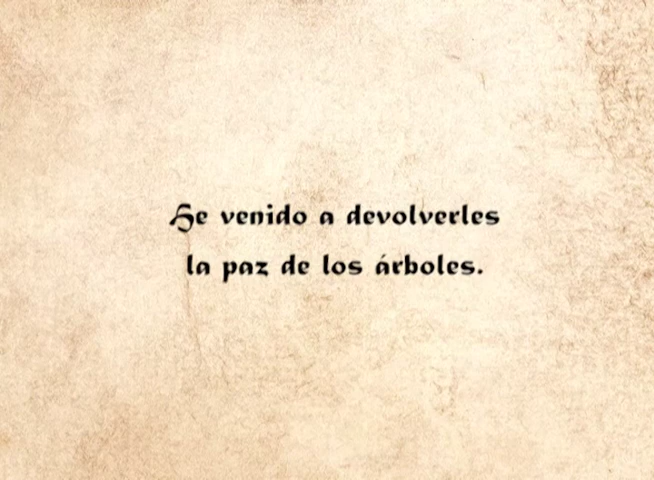 He venido a devolverles
la paz de los árboles.